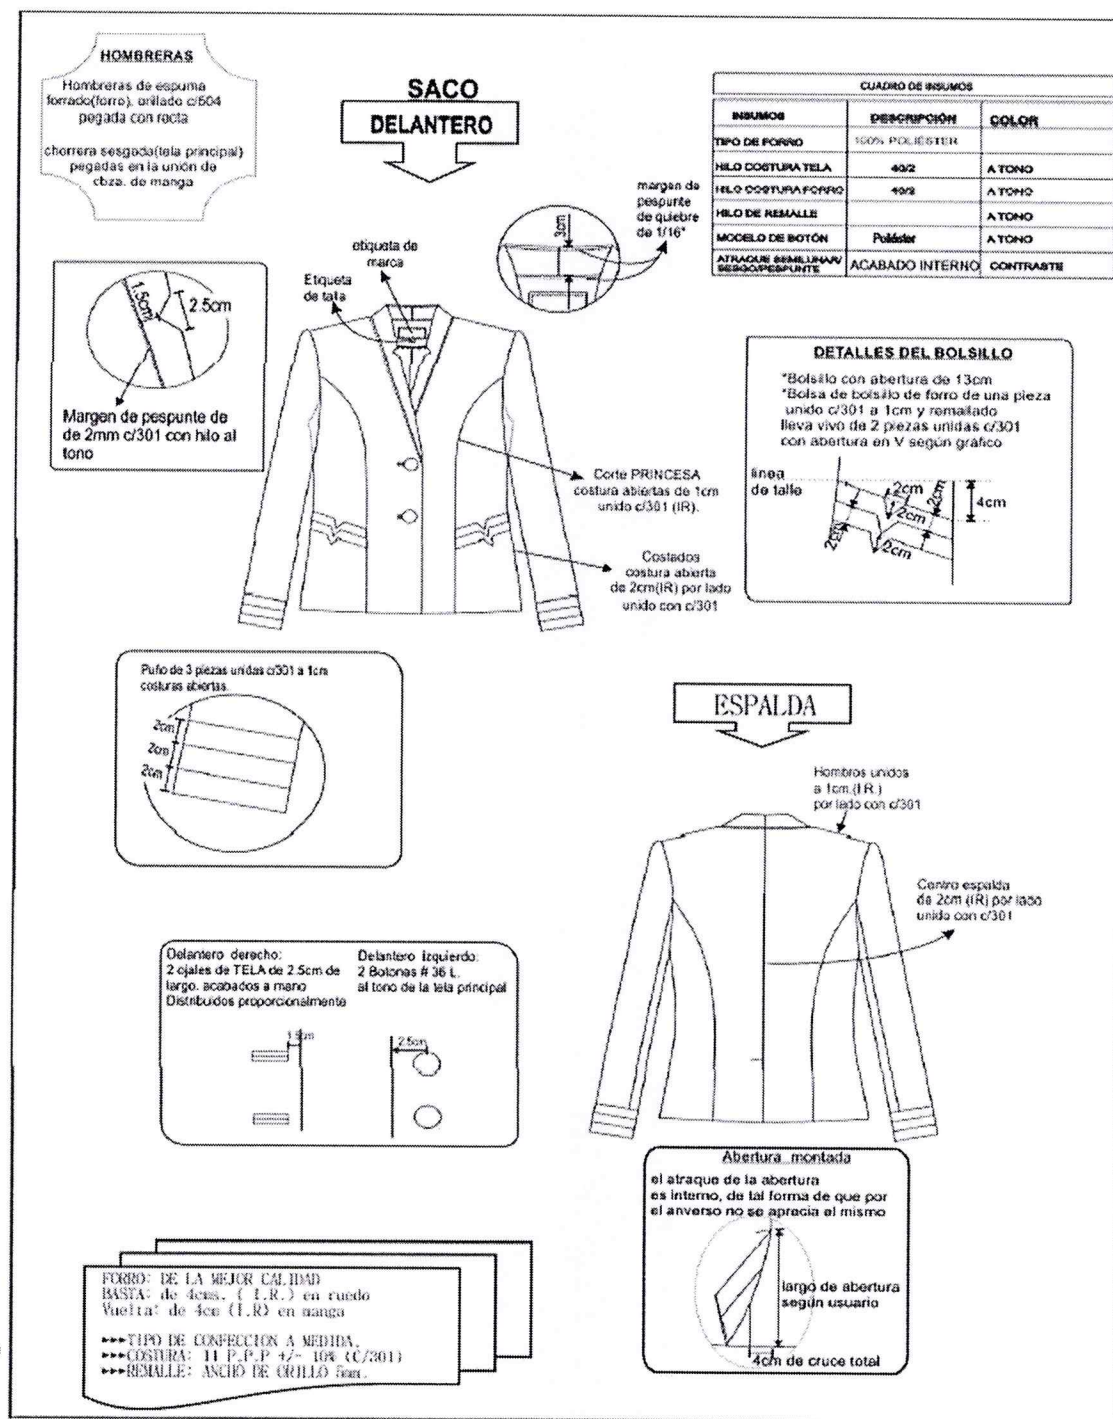 HOMBRERAS
Hombreras de espuma
forrado(forro), orillado c/504
pegada con recta
chorrera sesgada(tela principal)
pegadas en la unión de
cbza. de manga
SACO
DELANTERO
CUADRO DE INSUMOS
INSUMOS DESCRIPCIÓN COLOR
TIPO DE FORRO 100% POLIÉSTER
HILO COSTURA TELA 40/2 A TONO
HILO COSTURA FORRO 40/2 A TONO
HILO DE REMALLE A TONO
MODELO DE BOTÓN Poliéster A TONO
ATRAQUE SEMILUNA/V
SESGO/PESPUNTE ACABADO INTERNO CONTRASTE
margen de
pespunte
de quiebre
de 1/16"
3cm
etiqueta de
marca
Etiqueta
de talla
1.5cm
2.5cm
Margen de pespunte de
de 2mm c/301 con hilo al
tono
DETALLES DEL BOLSILLO
*Bolsillo con abertura de 13cm
*Bolsa de bolsillo de forro de una pieza
unido c/301 a 1cm y remallado
lleva vivo de 2 piezas unidas c/301
con abertura en V según gráfico
linea
de talle
2cm
2cm
4cm
2cm
2cm
2cm
Corte PRINCESA
costura abiertas de 1cm
unido c/301 (IR).
Costados
costura abierta
de 2cm(IR) por lado
unido con c/301
Puño de 3 piezas unidas c/301 a 1cm
costuras abiertas.
2cm
2cm
2cm
ESPALDA
Hombros unidos
a 1cm.(I.R.)
por lado con c/301
Centro espalda
de 2cm (IR) por lado
unido con c/301
Delantero derecho:
2 ojales de TELA de 2.5cm de
largo. acabados a mano
Distribuidos proporcionalmente
Delantero izquierdo:
2 Botones # 36 L.
al tono de la tela principal
1.5cm
2.5cm
Abertura montada
el atraque de la abertura
es interno, de tal forma de que por
el anverso no se aprecia el mismo
largo de abertura
según usuario
4cm de cruce total
FORRO: DE LA MEJOR CALIDAD
BASTA: de 4cms. ( I.R.) en ruedo
Vuelta: de 4cm (I.R) en manga
►►►TIPO DE CONFECCION A MEDIDA.
►►►COSTURA: 11 P.P.P +/- 10% (C/301)
►►►REMALLE: ANCHO DE ORILLO 5mm.